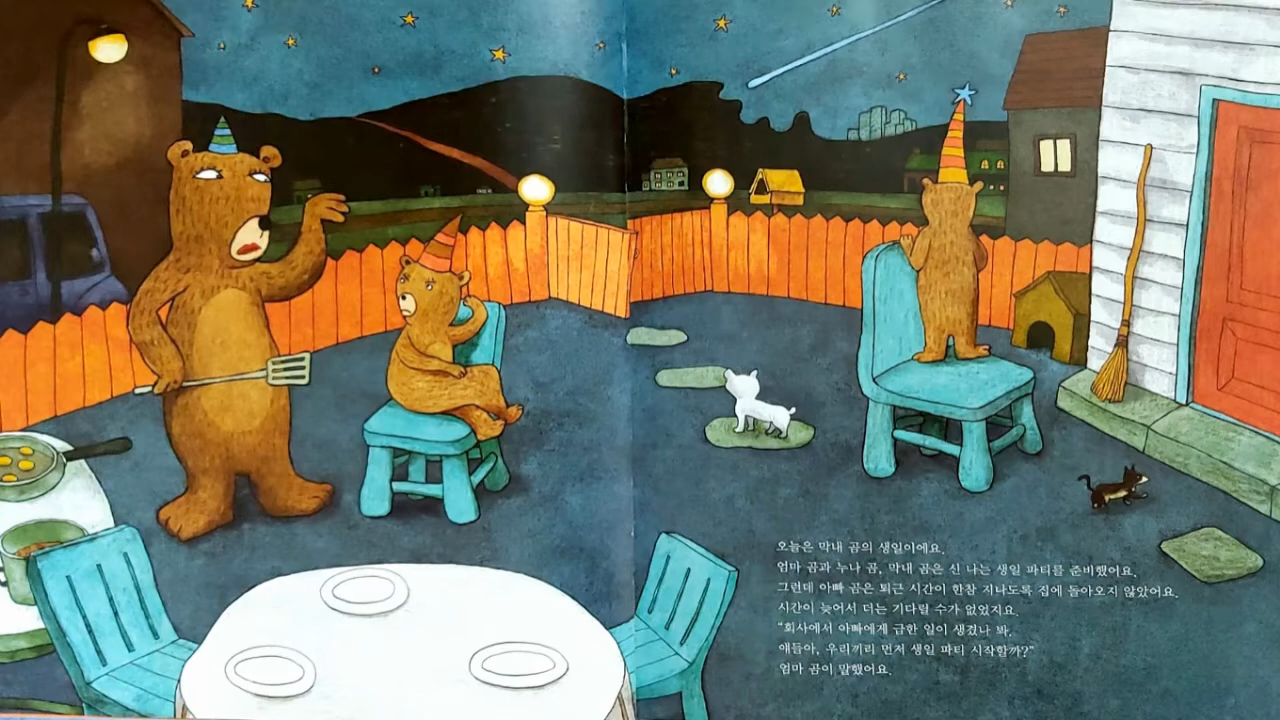 오늘은 막내 곰의 생일이에요.
엄마 곰과 누나 곰, 막내 곰은 신 나는 생일 파티를 준비했어요.
그런데 아빠 곰은 퇴근 시간이 한참 지나도록 집에 돌아오지 않았어요.
시간이 늦어서 더는 기다릴 수가 없었지요.
“회사에서 아빠에게 급한 일이 생겼나 봐.
얘들아, 우리끼리 먼저 생일 파티 시작할까?”
엄마 곰이 말했어요.